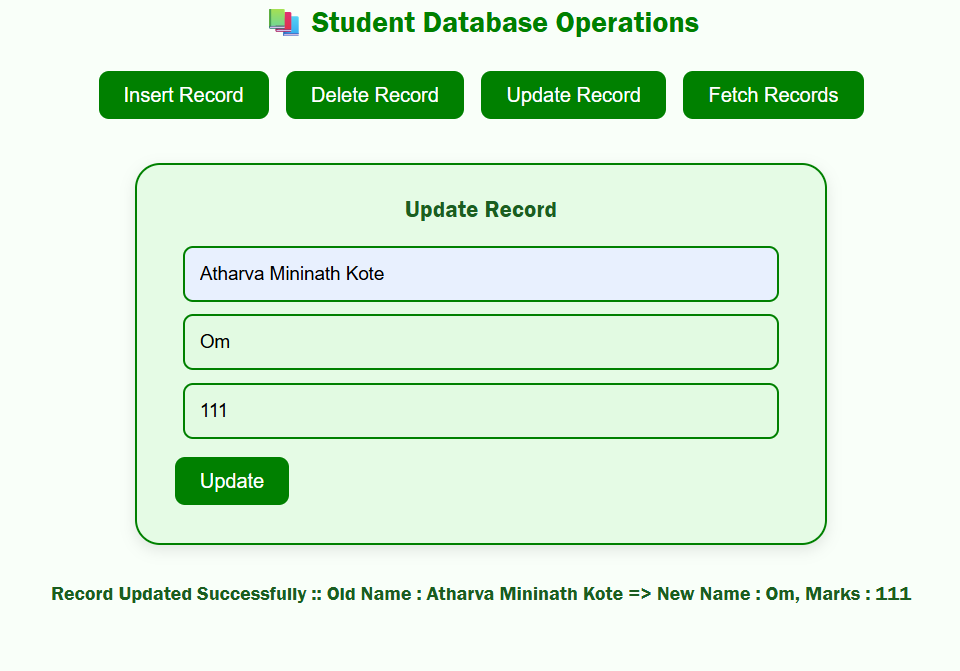 Student Database Operations
Insert Record Delete Record Update Record Fetch Records
Update Record
Atharva Mininath Kote
Om
111
Update
Record Updated Successfully :: Old Name : Atharva Mininath Kote => New Name : Om, Marks : 111